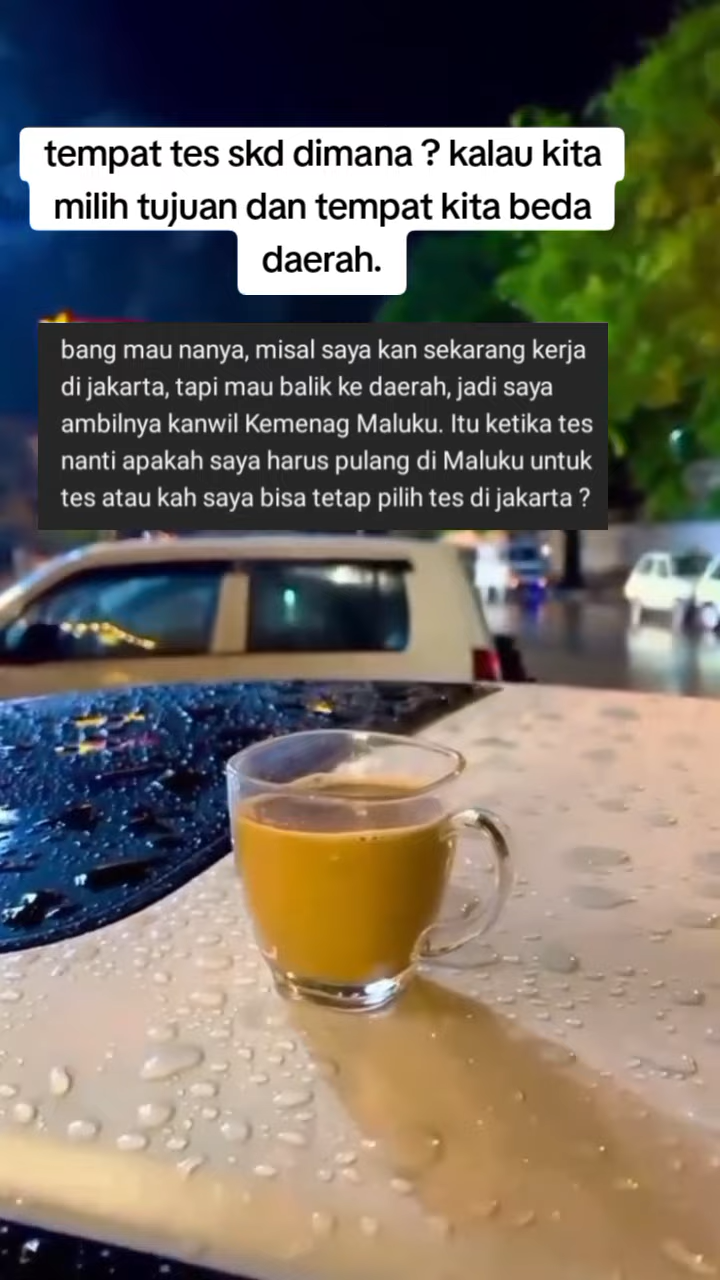 tempat tes skd dimana ? kalau kita
milih tujuan dan tempat kita beda
daerah.
bang mau nanya, misal saya kan sekarang kerja
di jakarta, tapi mau balik ke daerah, jadi saya
ambilnya kanwil Kemenag Maluku. Itu ketika tes
nanti apakah saya harus pulang di Maluku untuk
tes atau kah saya bisa tetap pilih tes di jakarta ?